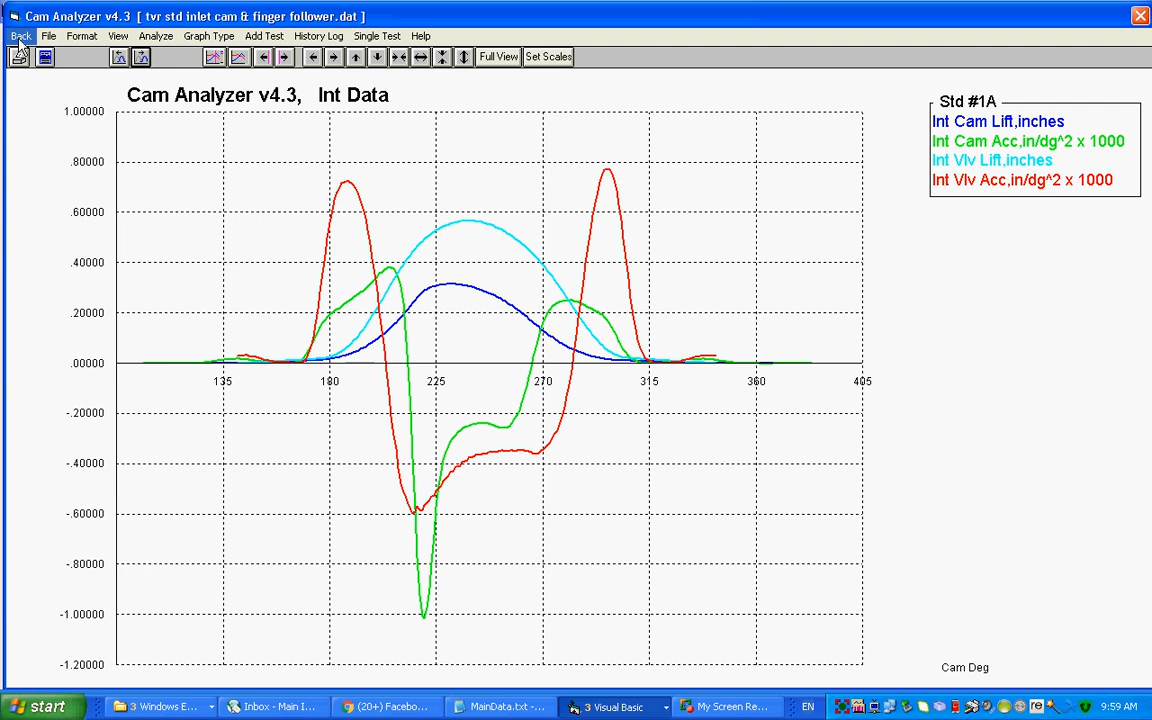 Cam Analyzer v4.3  [ tvr std inlet cam & finger follower.dat ]
Back File Format View Analyze Graph Type Add Test History Log Single Test Help
Full View Set Scales
Cam Analyzer v4.3,   Int Data
Std #1A
Int Cam Lift,inches
Int Cam Acc,in/dg^2 x 1000
Int Vlv Lift,inches
Int Vlv Acc,in/dg^2 x 1000
1.00000
.80000
.60000
.40000
.20000
.00000
135 180 225 270 315 360 405
-.20000
-.40000
-.60000
-.80000
-1.00000
-1.20000
Cam Deg
start 3 Windows E... Inbox - Main I... (20+) Facebo... MainData.txt -... 3 Visual Basic My Screen Re... EN re 9:59 AM